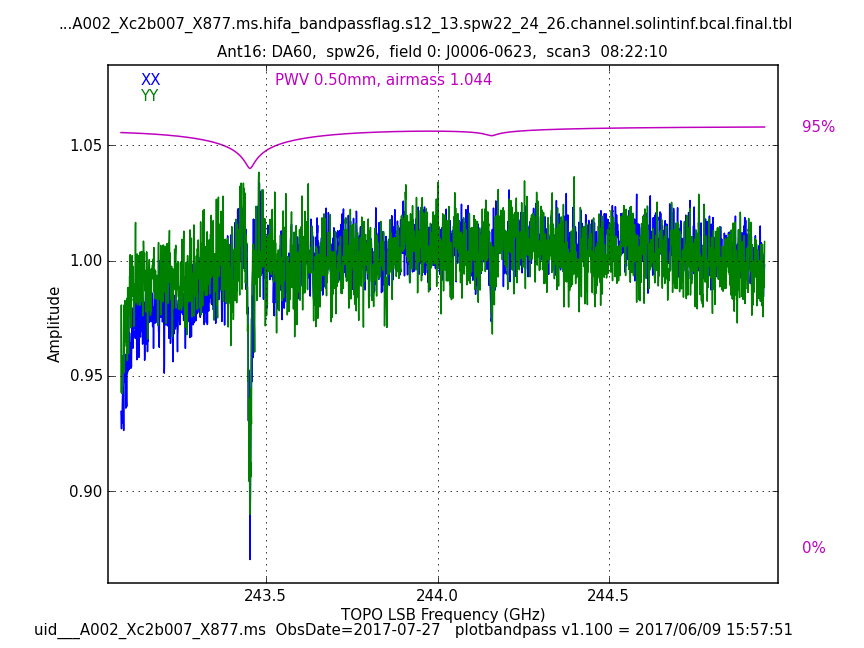 ...A002_Xc2b007_X877.ms.hifa_bandpassflag.s12_13.spw22_24_26.channel.solintinf.bcal.final.tbl
Ant16: DA60,  spw26,  field 0: J0006-0623,  scan3  08:22:10
XX
PWV 0.50mm, airmass 1.044
YY
95%
1.05
1.00
0.95
0.90
0%
Amplitude
243.5
244.0
244.5
TOPO LSB Frequency (GHz)
uid___A002_Xc2b007_X877.ms  ObsDate=2017-07-27   plotbandpass v1.100 = 2017/06/09 15:57:51